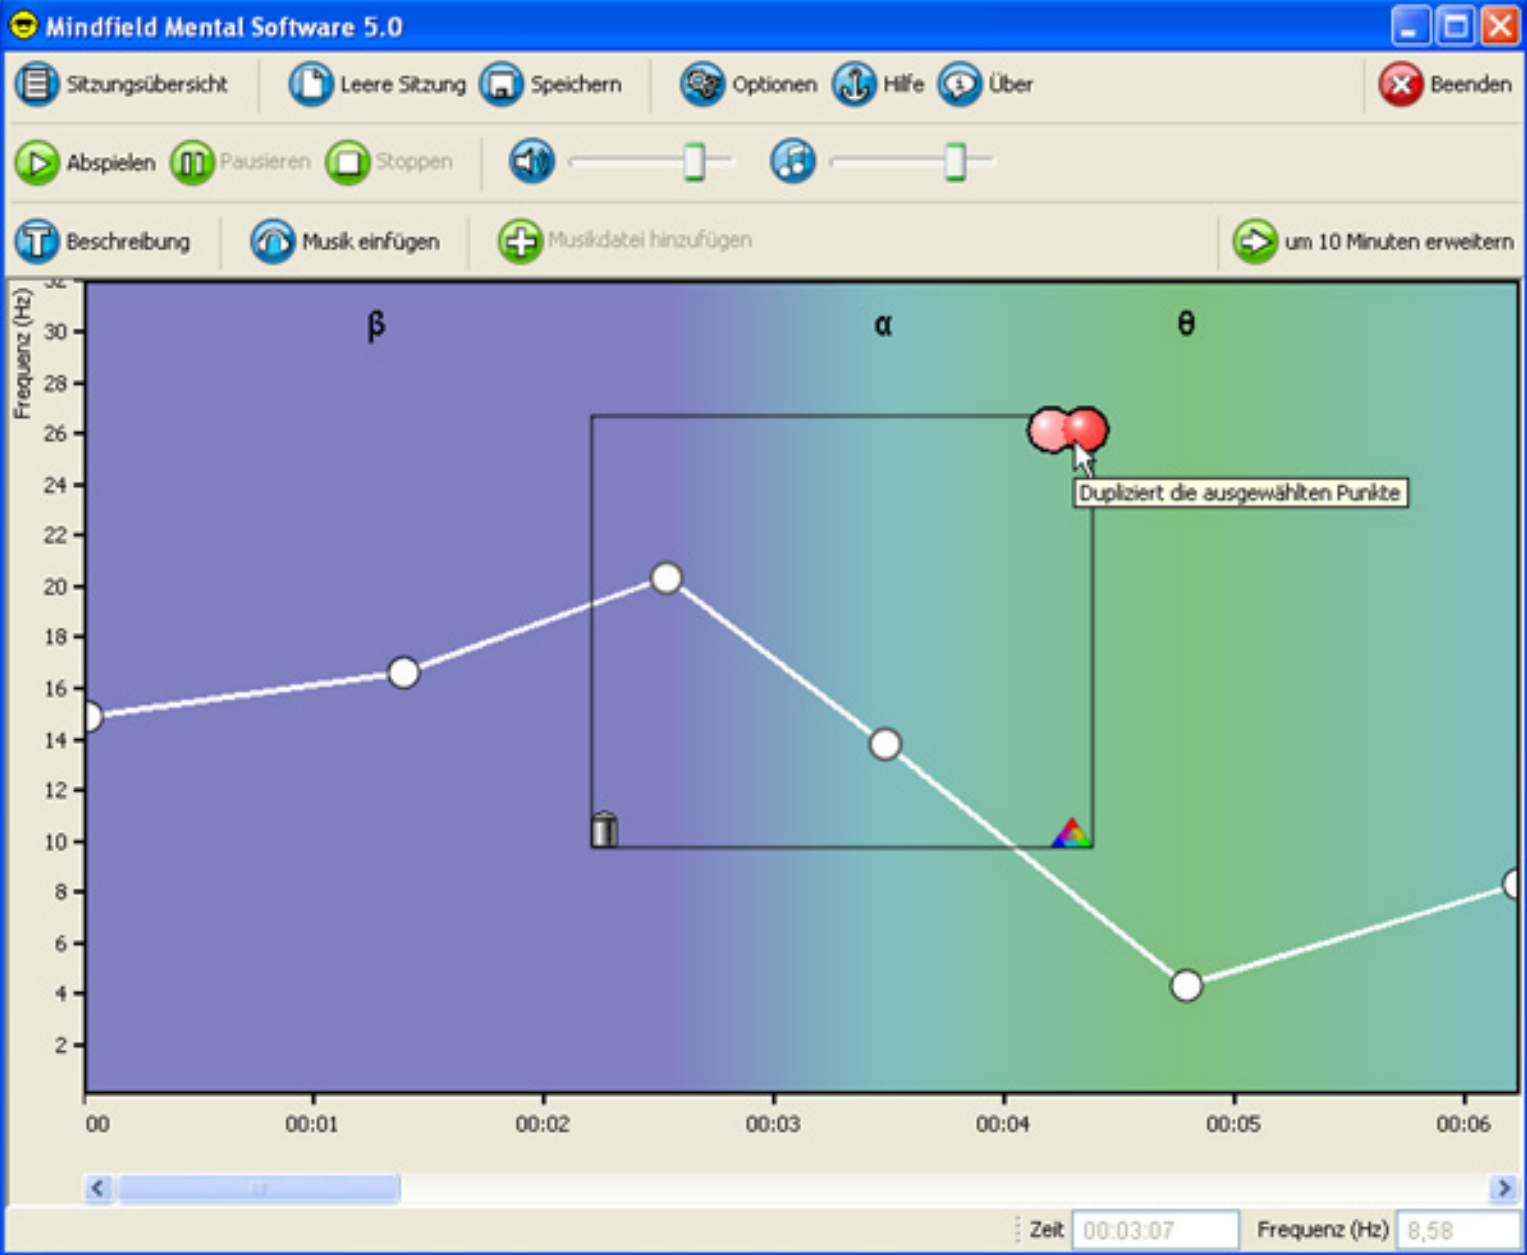 Mindfield Mental Software 5.0
Sitzungsübersicht Leere Sitzung Speichern Optionen Hilfe Über Beenden
Abspielen Pausieren Stoppen
Beschreibung Musik einfügen Musikdatei hinzufügen um 10 Minuten erweitern
Frequenz (Hz)
32
30
28
26
24
22
20
18
16
14
12
10
8
6
4
2
β α θ
Dupliziert die ausgewählten Punkte
00 00:01 00:02 00:03 00:04 00:05 00:06
Zeit 00:03:07 Frequenz (Hz) 8,58